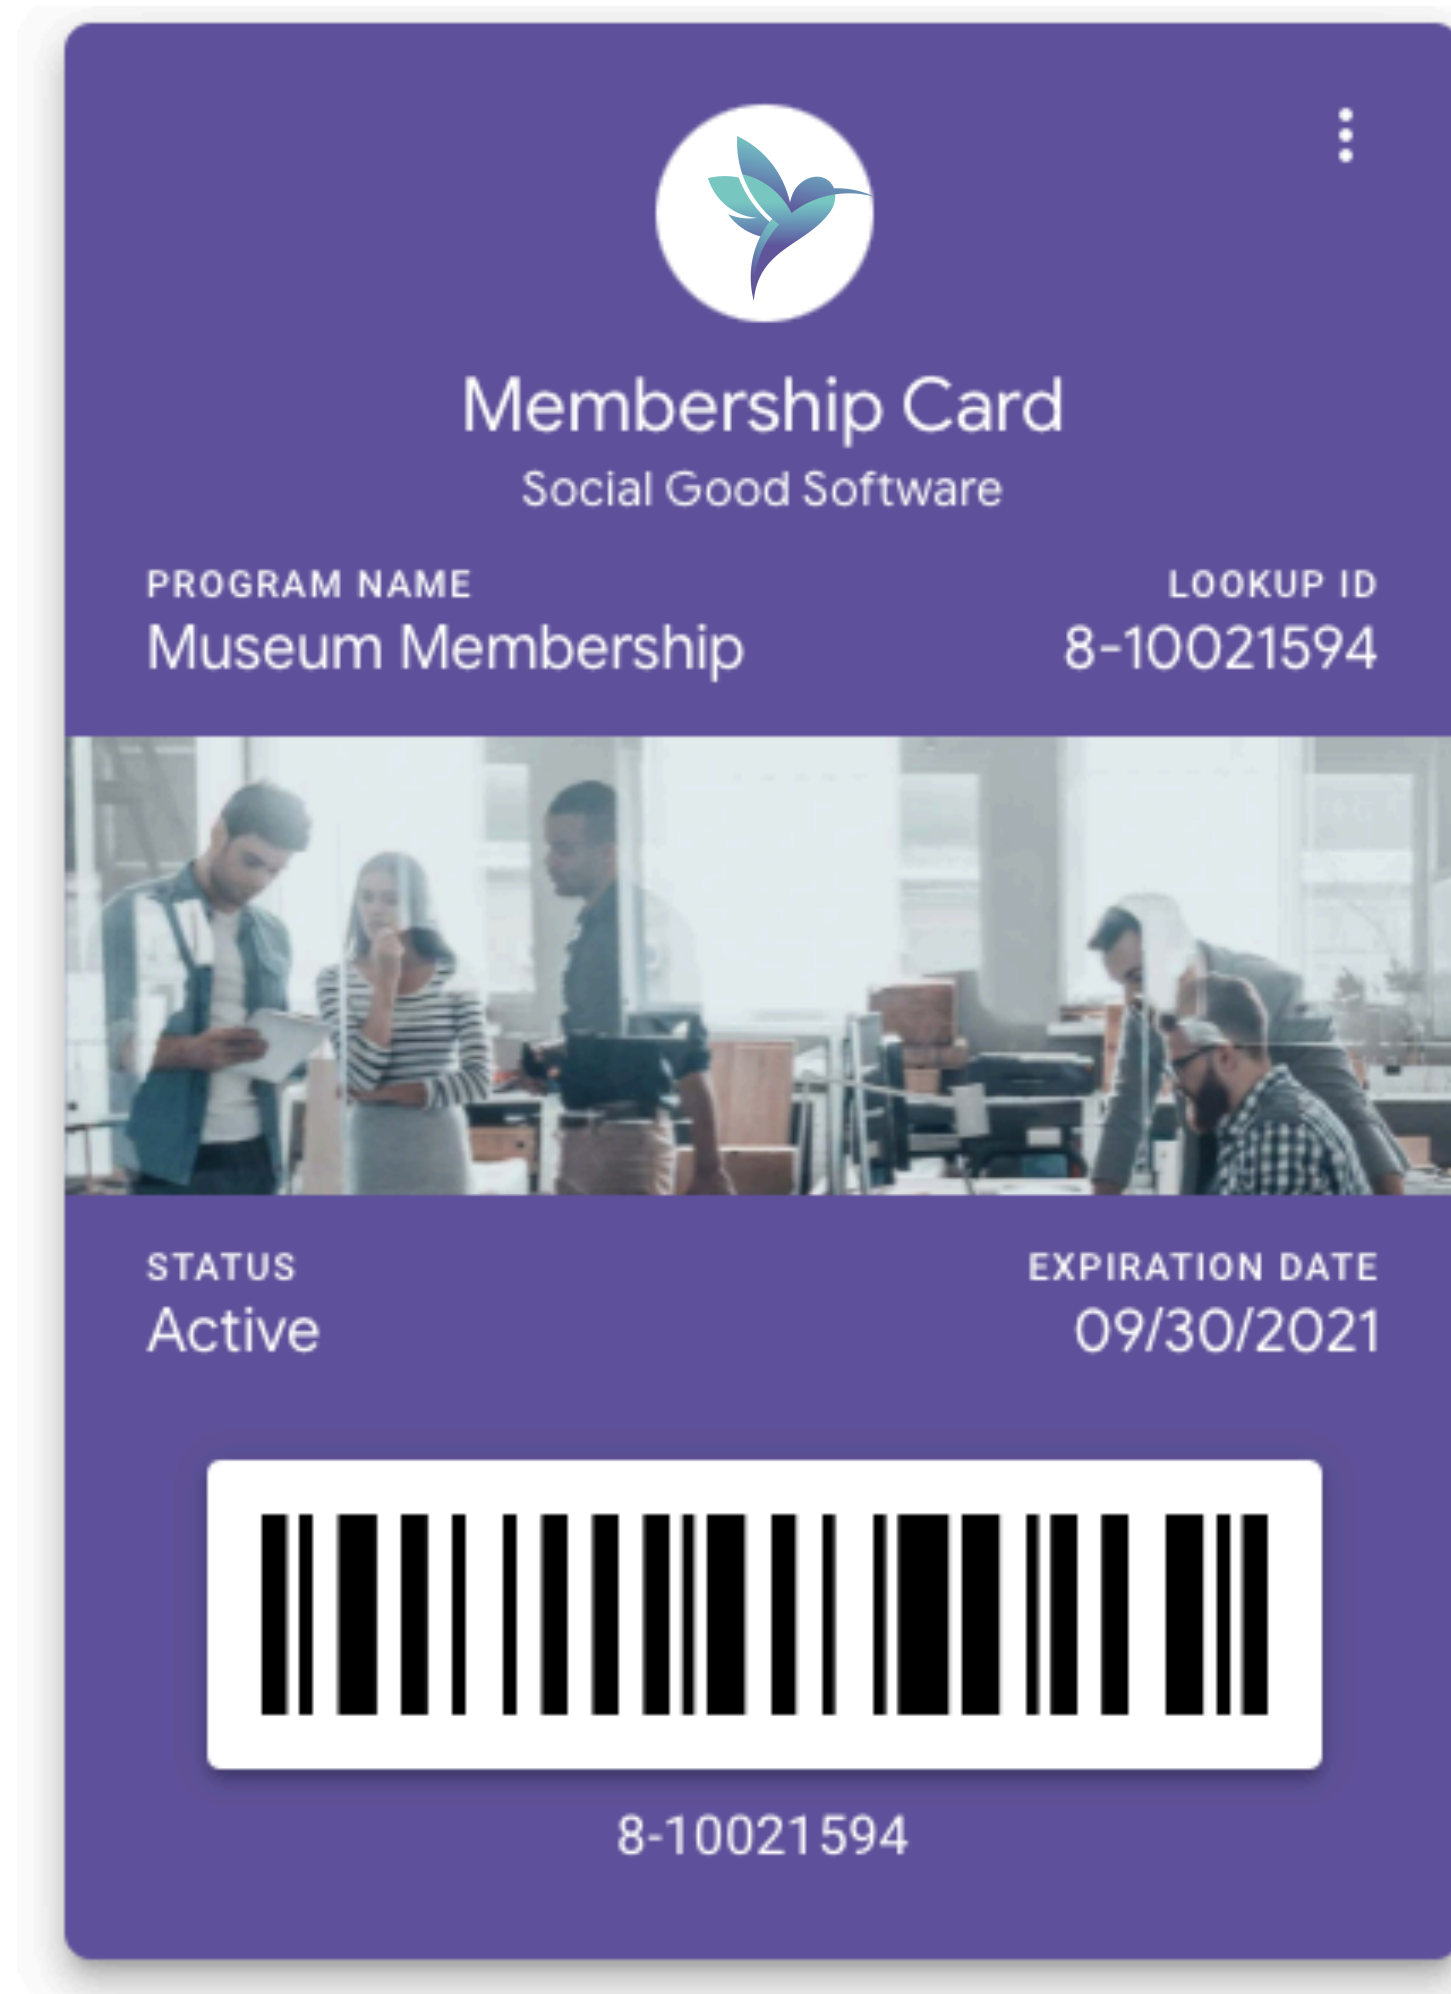 Membership Card
Social Good Software
PROGRAM NAME
LOOKUP ID
Museum Membership
8-10021594
STATUS
EXPIRATION DATE
Active
09/30/2021
8-10021594